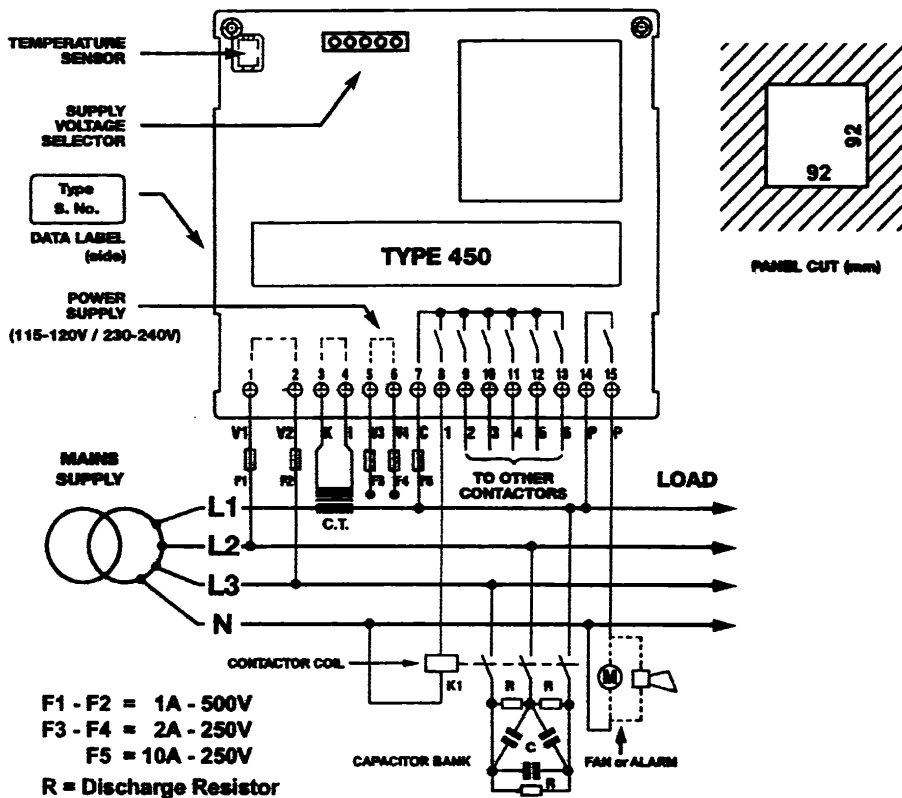 TEMPERATURE
SENSOR
SUPPLY
VOLTAGE
SELECTOR
Type
S. No.
DATA LABEL
(side)
TYPE 450
92
92
PANEL CUT (mm)
POWER
SUPPLY
(115-120V / 230-240V)
1 2 3 4 5 6 7 8 9 10 11 12 13 14 15
V1 V2 K l V3 V4 C 1 2 3 4 5 6 P P
F1 F2 F3 F4 F5
MAINS
SUPPLY
TO OTHER
CONTACTORS
LOAD
C.T.
L1
L2
L3
N
CONTACTOR COIL
K1
R R
M
C
CAPACITOR BANK
FAN or ALARM
R
F1 - F2 = 1A - 500V
F3 - F4 = 2A - 250V
F5 = 10A - 250V
R = Discharge Resistor